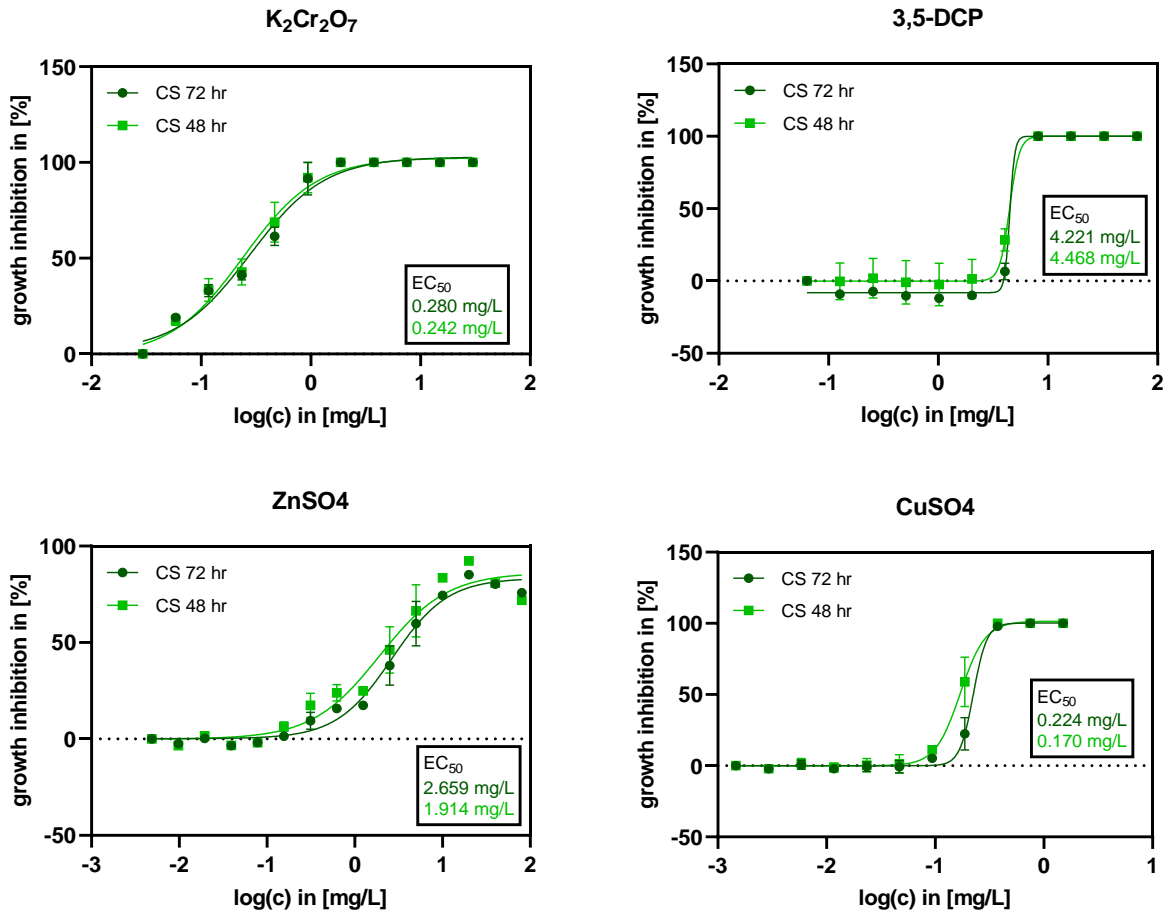 K₂Cr₂O₇
growth inhibition in [%]
150
100
50
0
CS 72 hr
CS 48 hr
EC₅₀
0.280 mg/L
0.242 mg/L
-2
-1
0
1
2
log(c) in [mg/L]
3,5-DCP
growth inhibition in [%]
150
100
50
0
-50
CS 72 hr
CS 48 hr
EC₅₀
4.221 mg/L
4.468 mg/L
-2
-1
0
1
2
log(c) in [mg/L]
ZnSO4
growth inhibition in [%]
100
50
0
-50
CS 72 hr
CS 48 hr
EC₅₀
2.659 mg/L
1.914 mg/L
-3
-2
-1
0
1
2
log(c) in [mg/L]
CuSO4
growth inhibition in [%]
150
100
50
0
-50
CS 72 hr
CS 48 hr
EC₅₀
0.224 mg/L
0.170 mg/L
-3
-2
-1
0
1
log(c) in [mg/L]